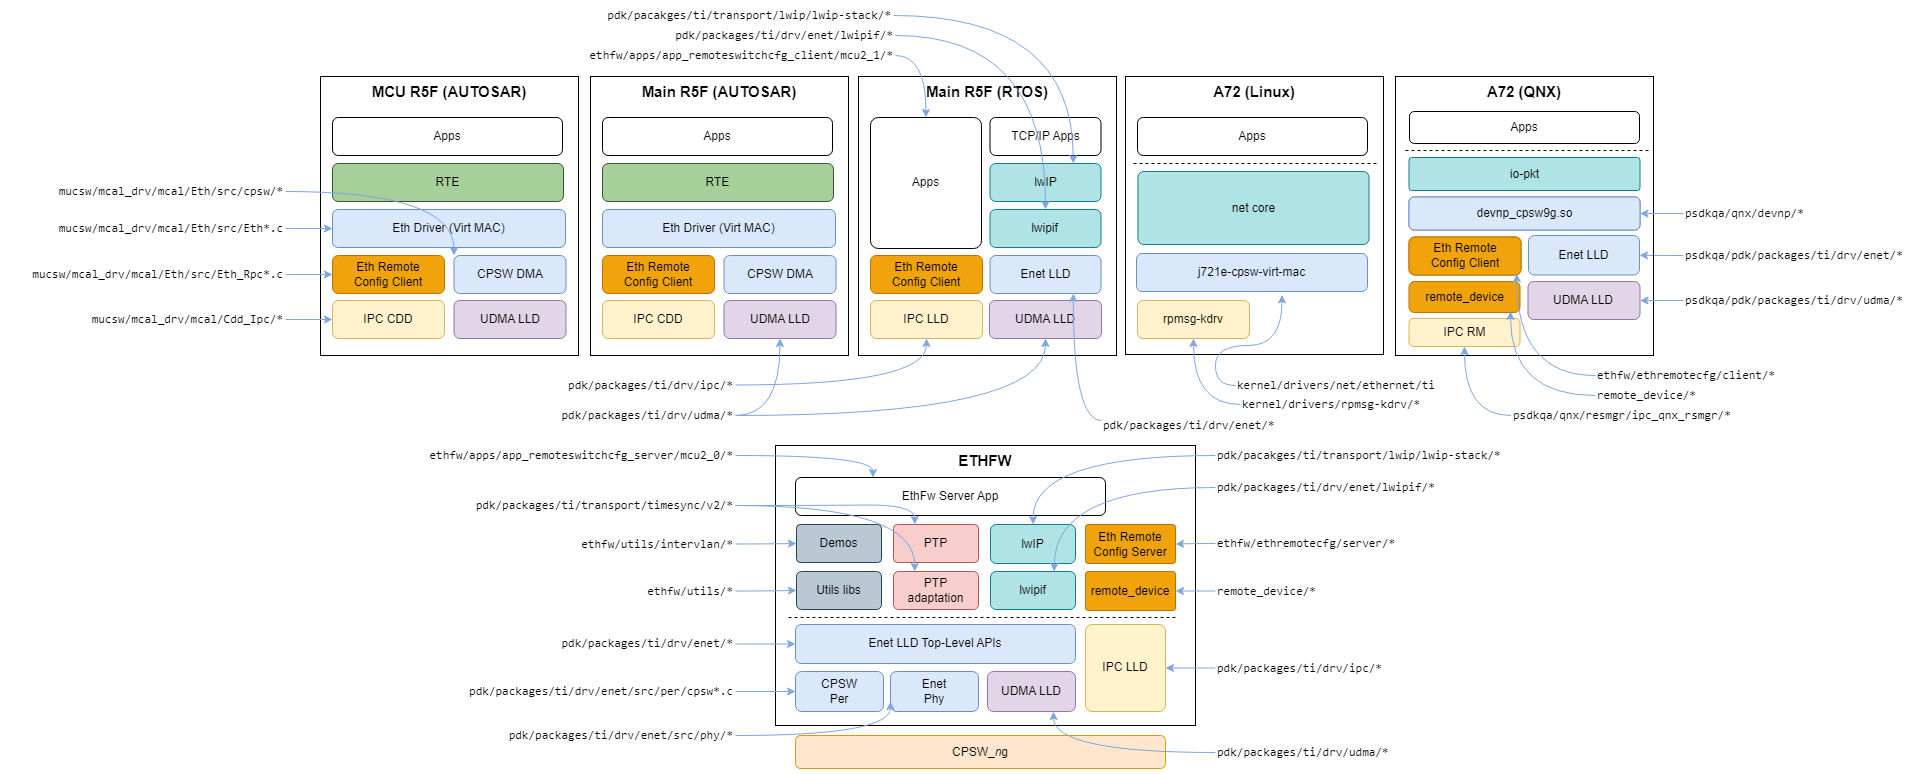 pdk/pacakges/ti/transport/lwip/lwip-stack/*
pdk/packages/ti/drv/enet/lwipif/*
ethfw/apps/app_remoteswitchcfg_client/mcu2_1/*
MCU R5F (AUTOSAR)
Apps
RTE
Eth Driver (Virt MAC)
Eth Remote
Config Client
CPSW DMA
IPC CDD
UDMA LLD
mucsw/mcal_drv/mcal/Eth/src/cpsw/*
mucsw/mcal_drv/mcal/Eth/src/Eth*.c
mucsw/mcal_drv/mcal/Eth/src/Eth_Rpc*.c
mucsw/mcal_drv/mcal/Cdd_Ipc/*
Main R5F (AUTOSAR)
Apps
RTE
Eth Driver (Virt MAC)
Eth Remote
Config Client
CPSW DMA
IPC CDD
UDMA LLD
Main R5F (RTOS)
Apps
TCP/IP Apps
lwIP
lwipif
Eth Remote
Config Client
Enet LLD
IPC LLD
UDMA LLD
A72 (Linux)
Apps
net core
j721e-cpsw-virt-mac
rpmsg-kdrv
A72 (QNX)
Apps
io-pkt
devnp_cpsw9g.so
Eth Remote
Config Client
Enet LLD
remote_device
UDMA LLD
IPC RM
psdkqa/qnx/devnp/*
psdkqa/pdk/packages/ti/drv/enet/*
psdkqa/pdk/packages/ti/drv/udma/*
pdk/packages/ti/drv/ipc/*
pdk/packages/ti/drv/udma/*
kernel/drivers/net/ethernet/ti
kernel/drivers/rpmsg-kdrv/*
pdk/packages/ti/drv/enet/*
ethfw/ethremotecfg/client/*
remote_device/*
psdkqa/qnx/resmgr/ipc_qnx_rsmgr/*
ETHFW
EthFw Server App
Demos
PTP
lwIP
Eth Remote
Config Server
Utils libs
PTP
adaptation
lwipif
remote_device
Enet LLD Top-Level APIs
IPC LLD
CPSW
Per
Enet
Phy
UDMA LLD
CPSW_ng
ethfw/apps/app_remoteswitchcfg_server/mcu2_0/*
pdk/packages/ti/transport/timesync/v2/*
ethfw/utils/intervlan/*
ethfw/utils/*
pdk/packages/ti/drv/enet/*
pdk/packages/ti/drv/enet/src/per/cpsw*.c
pdk/packages/ti/drv/enet/src/phy/*
pdk/pacakges/ti/transport/lwip/lwip-stack/*
pdk/packages/ti/drv/enet/lwipif/*
ethfw/ethremotecfg/server/*
remote_device/*
pdk/packages/ti/drv/ipc/*
pdk/packages/ti/drv/udma/*